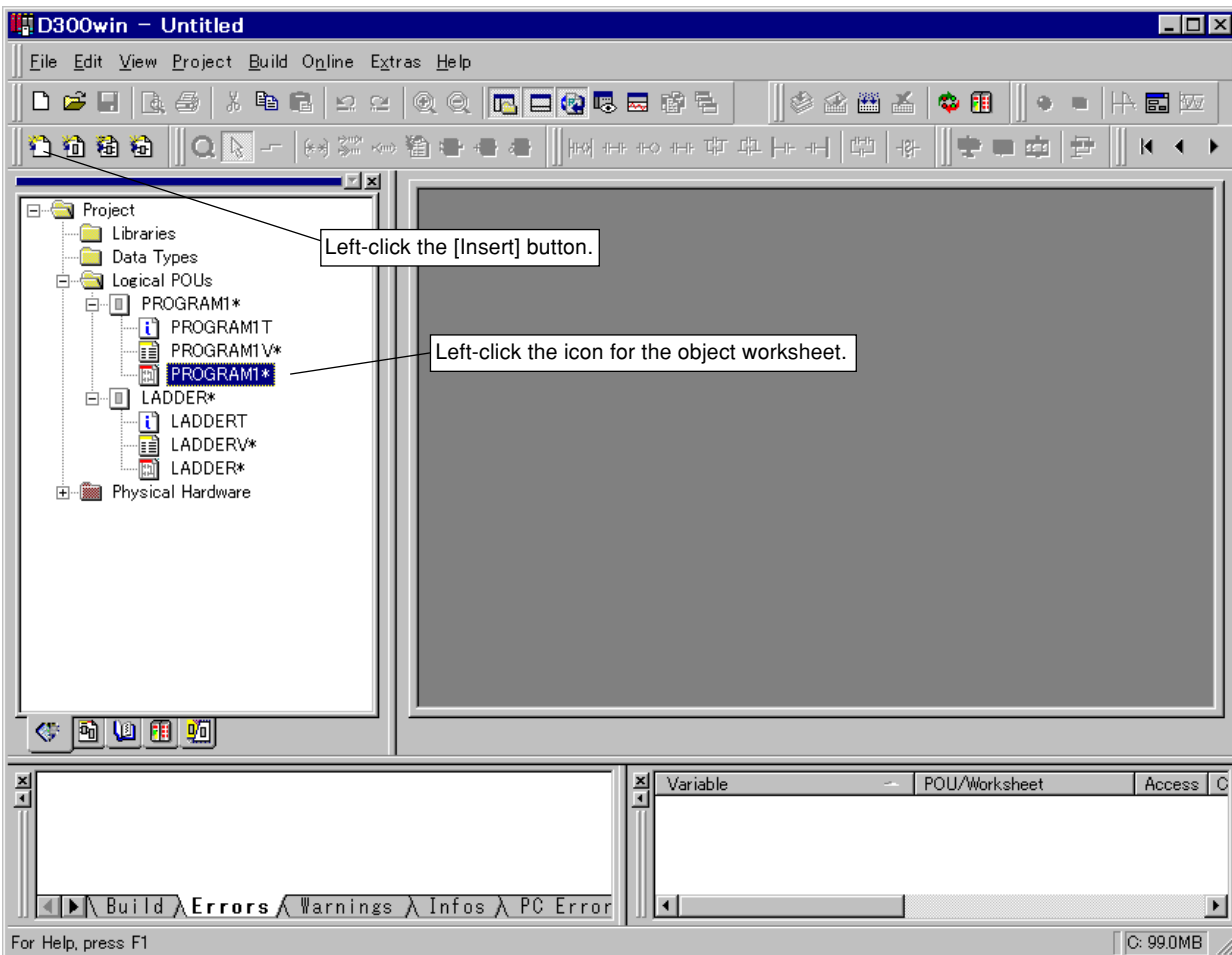 D300win - Untitled
File Edit View Project Build Online Extras Help
Project
Libraries
Data Types
Logical POUs
PROGRAM1*
PROGRAM1T
PROGRAM1V*
PROGRAM1*
LADDER*
LADDERT
LADDERV*
LADDER*
Physical Hardware
Left-click the [Insert] button.
Left-click the icon for the object worksheet.
Variable POU/Worksheet Access C
Build Errors Warnings Infos PC Error
For Help, press F1 C: 99.0MB